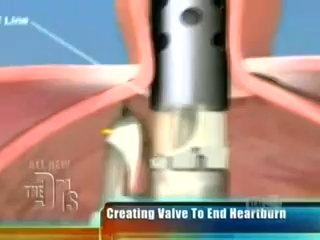 Line
ALL NEW
THE
Drs
Creating Valve To End Heartburn